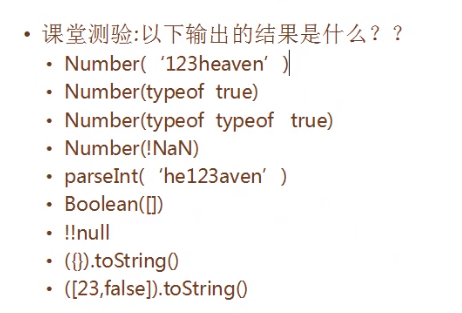 • 课堂测验:以下输出的结果是什么？？
• Number(‘123heaven’)
• Number(typeof true)
• Number(typeof typeof true)
• Number(!NaN)
• parseInt(‘he123aven’)
• Boolean([])
• !!null
• ({}).toString()
• ([23,false]).toString()